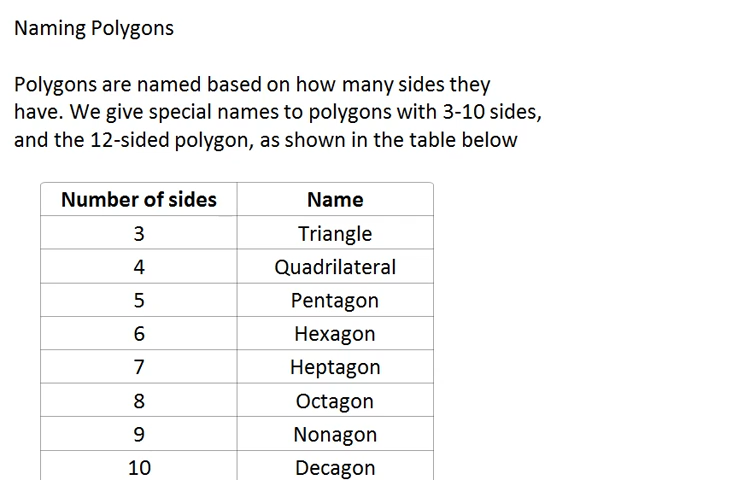 Naming Polygons
Polygons are named based on how many sides they
have. We give special names to polygons with 3-10 sides,
and the 12-sided polygon, as shown in the table below
Number of sides Name
3 Triangle
4 Quadrilateral
5 Pentagon
6 Hexagon
7 Heptagon
8 Octagon
9 Nonagon
10 Decagon